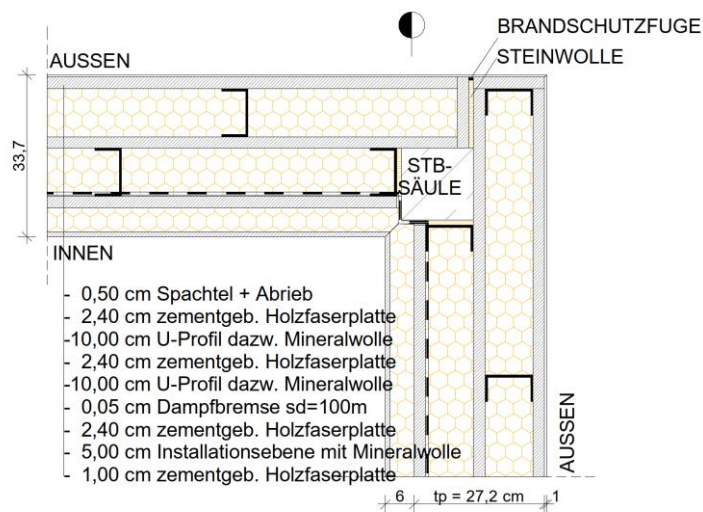 BRANDSCHUTZFUGE
AUSSEN
STEINWOLLE
33,7
STB-
SÄULE
INNEN
- 0,50 cm Spachtel + Abrieb
- 2,40 cm zementgeb. Holzfaserplatte
-10,00 cm U-Profil dazw. Mineralwolle
- 2,40 cm zementgeb. Holzfaserplatte
-10,00 cm U-Profil dazw. Mineralwolle
- 0,05 cm Dampfbremse sd=100m
- 2,40 cm zementgeb. Holzfaserplatte
- 5,00 cm Installationsebene mit Mineralwolle
- 1,00 cm zementgeb. Holzfaserplatte
AUSSEN
6 tp = 27,2 cm 1